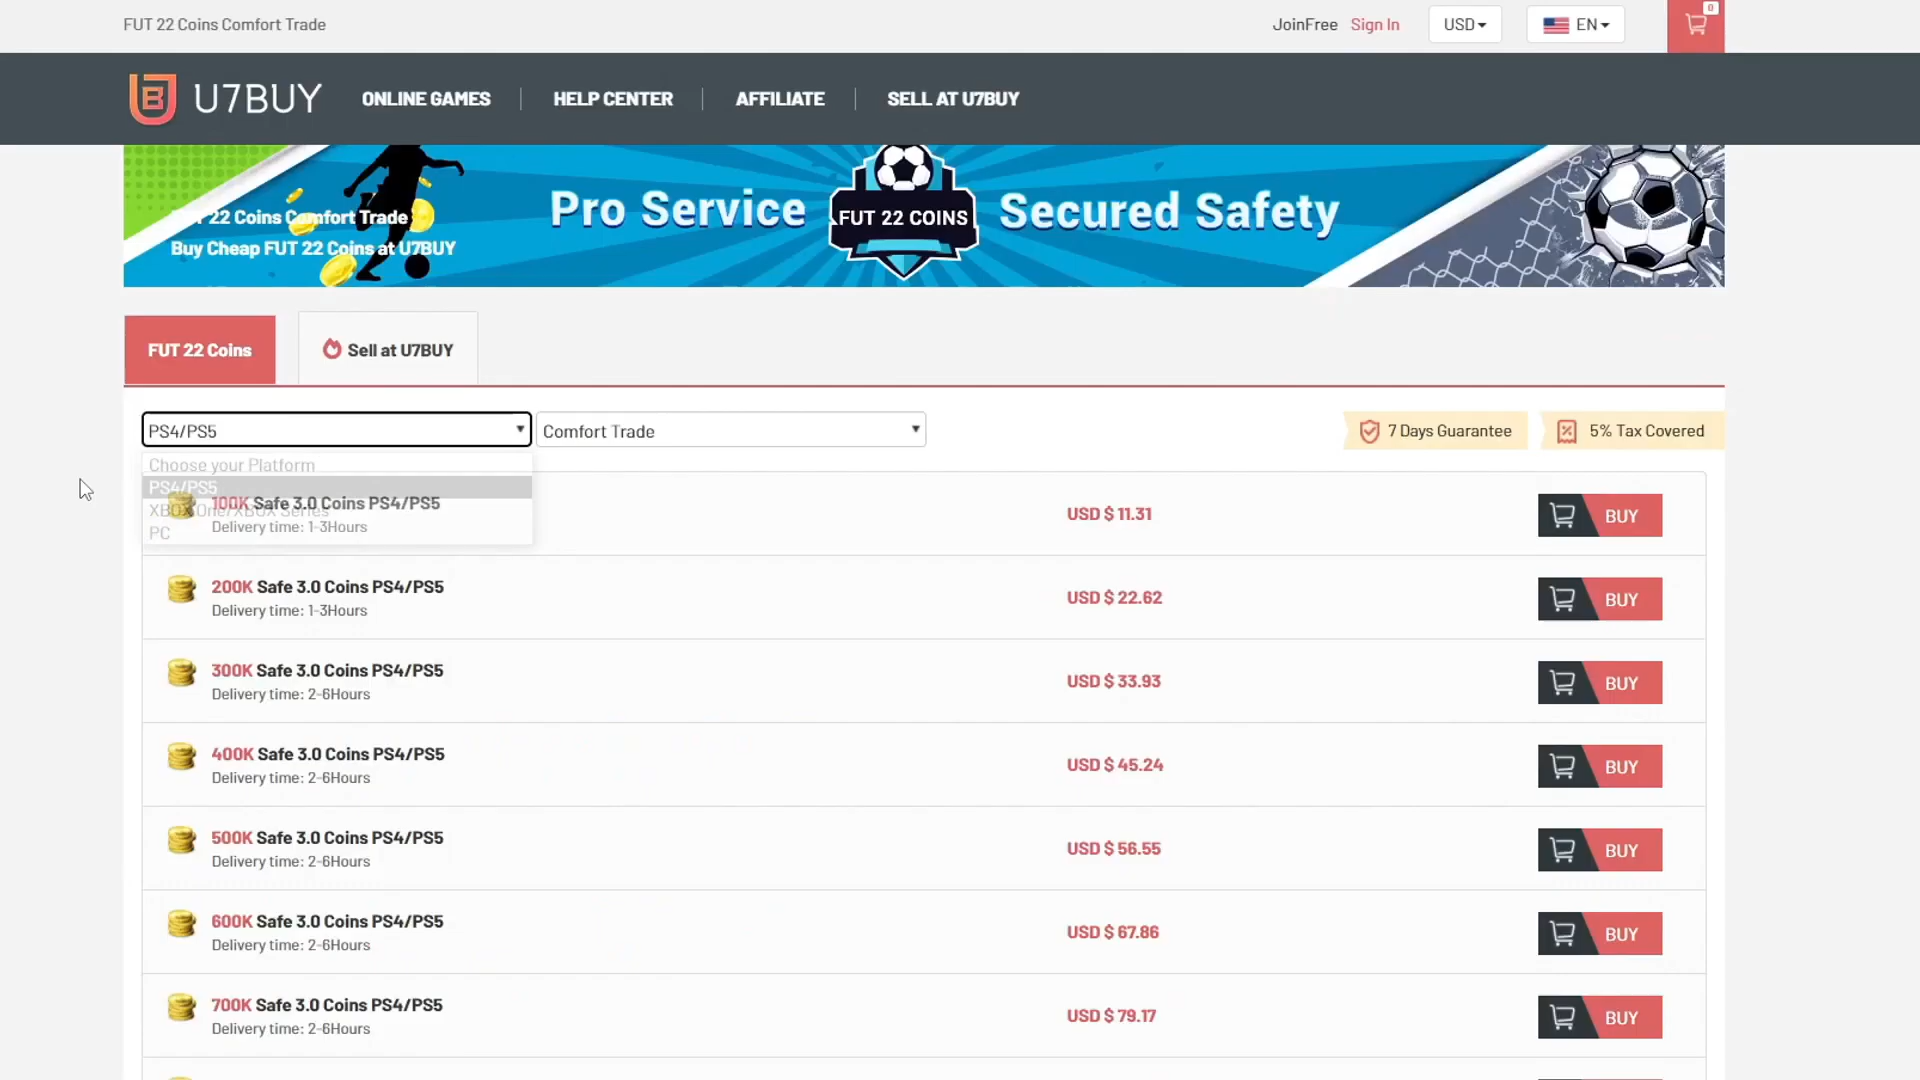 FUT 22 Coins Comfort Trade
JoinFree Sign In USD EN 0
U7BUY ONLINE GAMES HELP CENTER AFFILIATE SELL AT U7BUY
22 Coins Comfort Trade
Buy Cheap FUT 22 Coins at U7BUY
Pro Service FUT 22 COINS Secured Safety
FUT 22 Coins Sell at U7BUY
PS4/PS5 Comfort Trade 7 Days Guarantee 5% Tax Covered
Choose your Platform
PS4/PS5
XBOX One/XBOX Series
PC
100K Safe 3.0 Coins PS4/PS5
Delivery time: 1-3Hours
USD $ 11.31 BUY
200K Safe 3.0 Coins PS4/PS5
Delivery time: 1-3Hours
USD $ 22.62 BUY
300K Safe 3.0 Coins PS4/PS5
Delivery time: 2-6Hours
USD $ 33.93 BUY
400K Safe 3.0 Coins PS4/PS5
Delivery time: 2-6Hours
USD $ 45.24 BUY
500K Safe 3.0 Coins PS4/PS5
Delivery time: 2-6Hours
USD $ 56.55 BUY
600K Safe 3.0 Coins PS4/PS5
Delivery time: 2-6Hours
USD $ 67.86 BUY
700K Safe 3.0 Coins PS4/PS5
Delivery time: 2-6Hours
USD $ 79.17 BUY